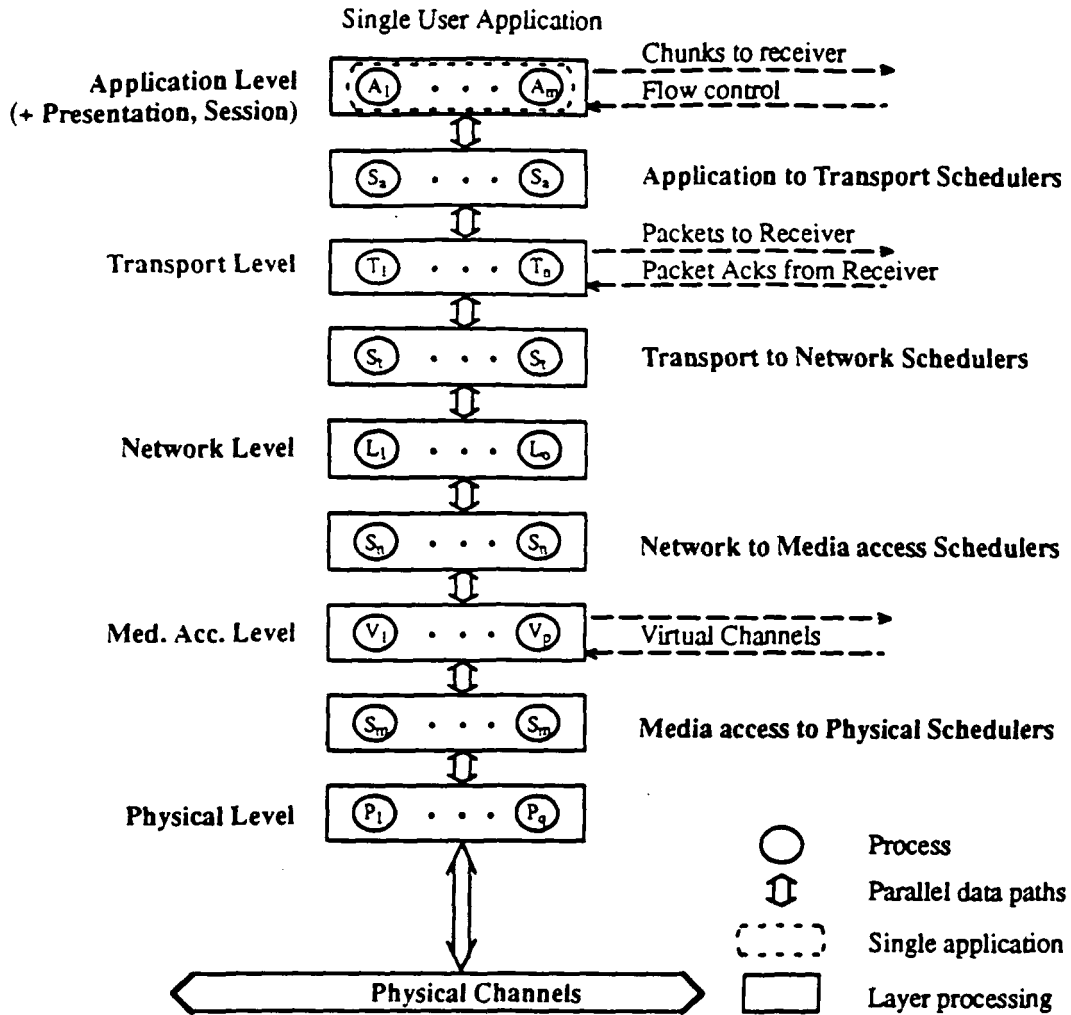 Single User Application
Application Level
(+ Presentation, Session)
A₁ . . . Aₘ
Chunks to receiver
Flow control
Sₐ . . . Sₐ
Application to Transport Schedulers
Transport Level
T₁ . . . Tₙ
Packets to Receiver
Packet Acks from Receiver
Sₜ . . . Sₜ
Transport to Network Schedulers
Network Level
L₁ . . . Lₒ
Sₙ . . . Sₙ
Network to Media access Schedulers
Med. Acc. Level
V₁ . . . Vₚ
Virtual Channels
Sₘ . . . Sₘ
Media access to Physical Schedulers
Physical Level
P₁ . . . P_q
Process
Parallel data paths
Single application
Layer processing
Physical Channels